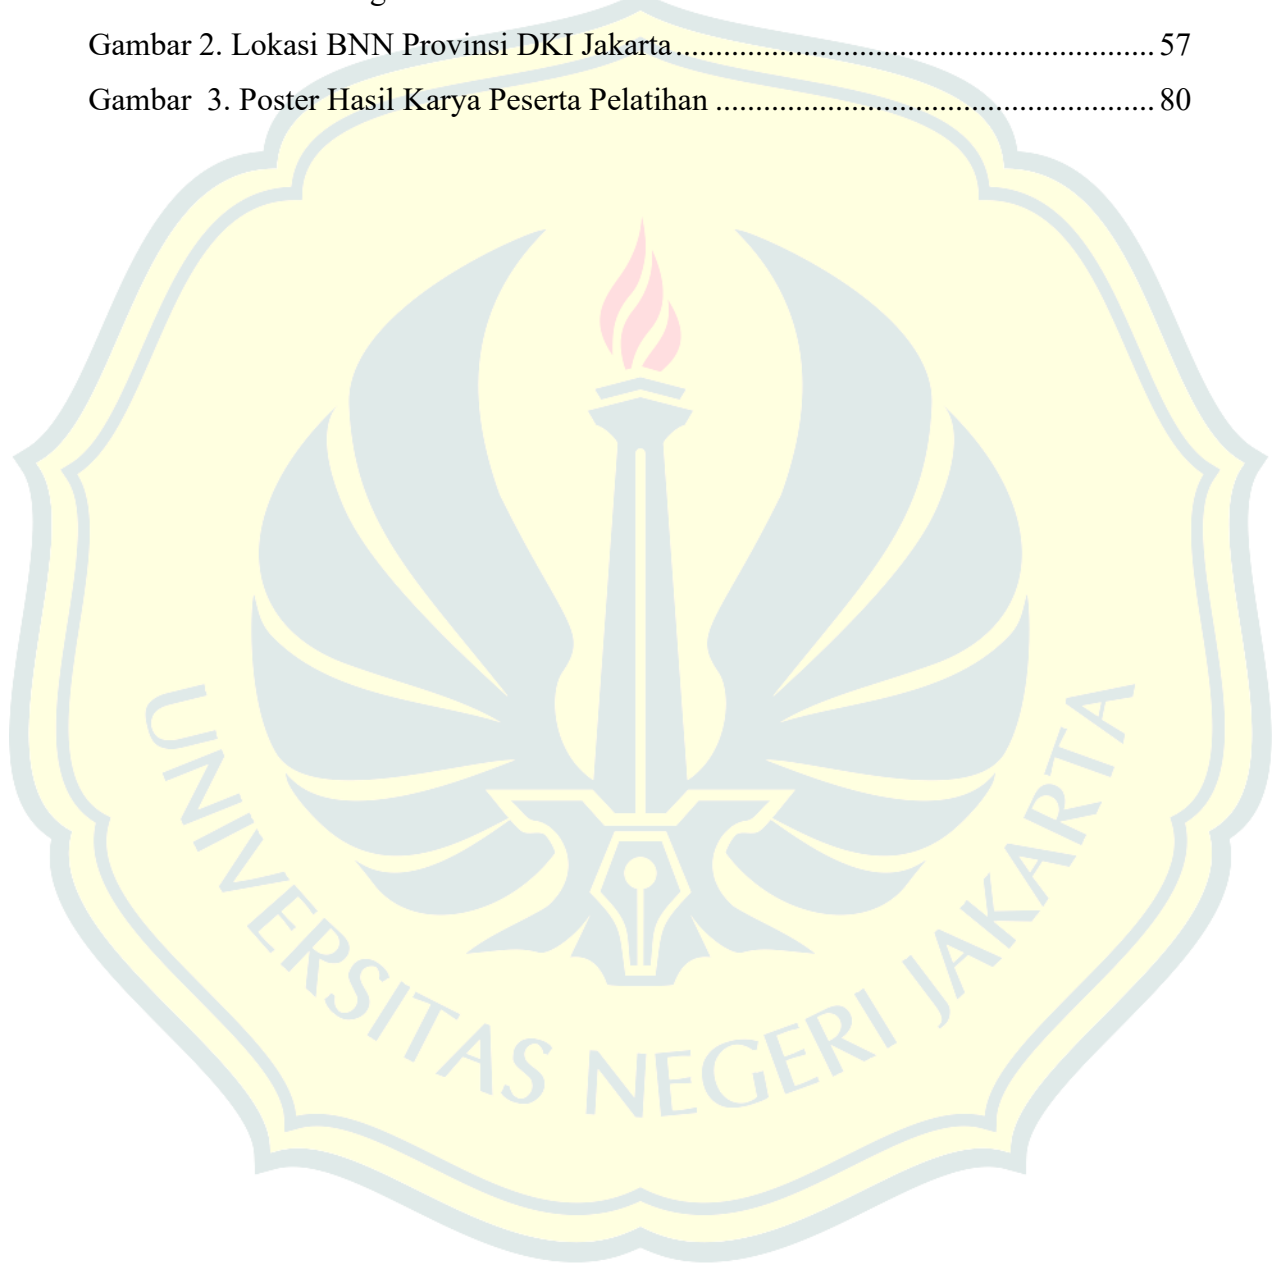 Gambar 2. Lokasi BNN Provinsi DKI Jakarta.................................................... 57
Gambar  3. Poster Hasil Karya Peserta Pelatihan ................................................ 80
UNIVERSITAS NEGERI JAKARTA